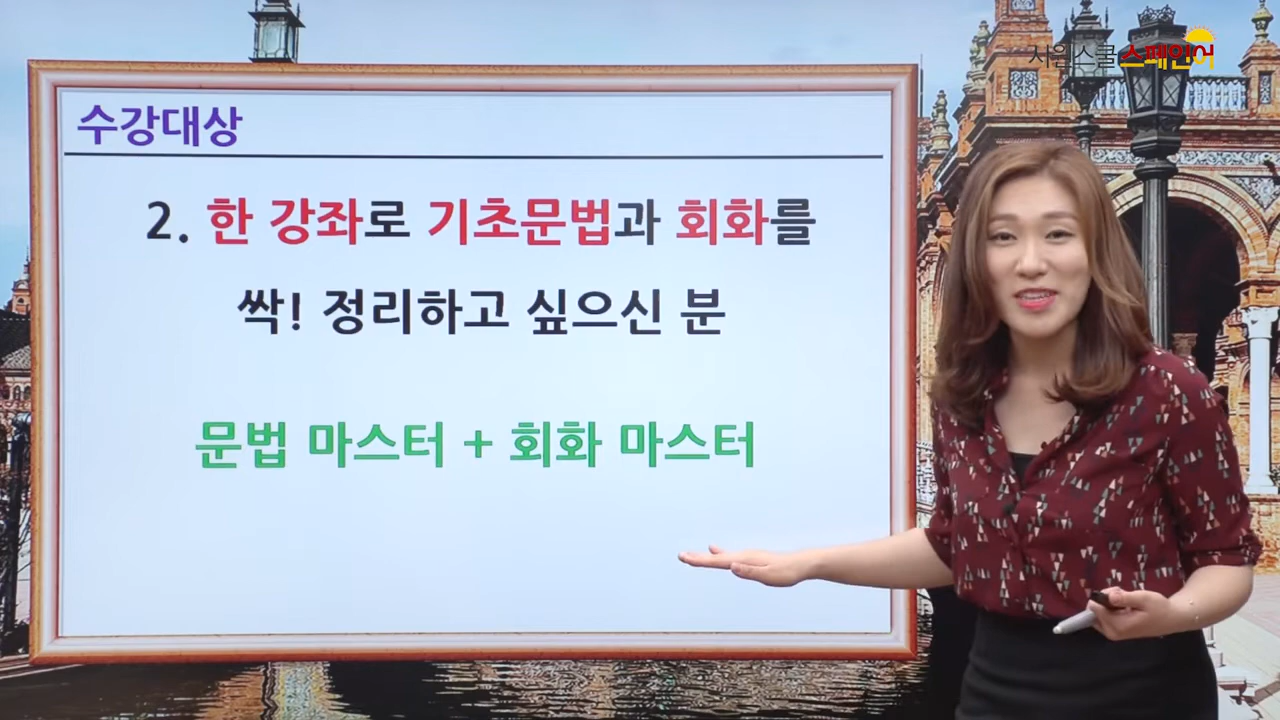 시원스쿨스페인어
수강대상
2. 한 강좌로 기초문법과 회화를
싹! 정리하고 싶으신 분
문법 마스터 + 회화 마스터